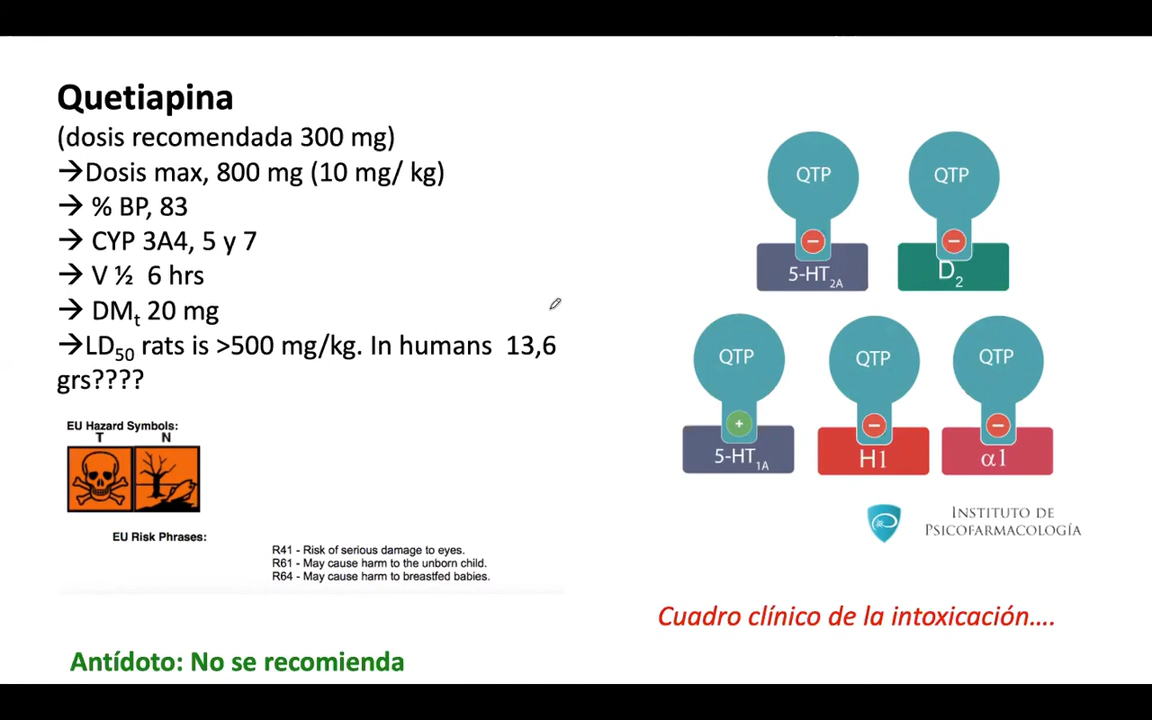 Quetiapina
(dosis recomendada 300 mg)
→Dosis max, 800 mg (10 mg/ kg)
→ % BP, 83
→ CYP 3A4, 5 y 7
→ V ½ 6 hrs
→ DMt 20 mg
→LD50 rats is >500 mg/kg. In humans 13,6
grs????
EU Hazard Symbols:
T N
EU Risk Phrases:
R41 - Risk of serious damage to eyes.
R61 - May cause harm to the unborn child.
R64 - May cause harm to breastfed babies.
Antídoto: No se recomienda
QTP QTP
5-HT2A D2
QTP QTP QTP
5-HT1A H1 α1
INSTITUTO DE
PSICOFARMACOLOGÍA
Cuadro clínico de la intoxicación....